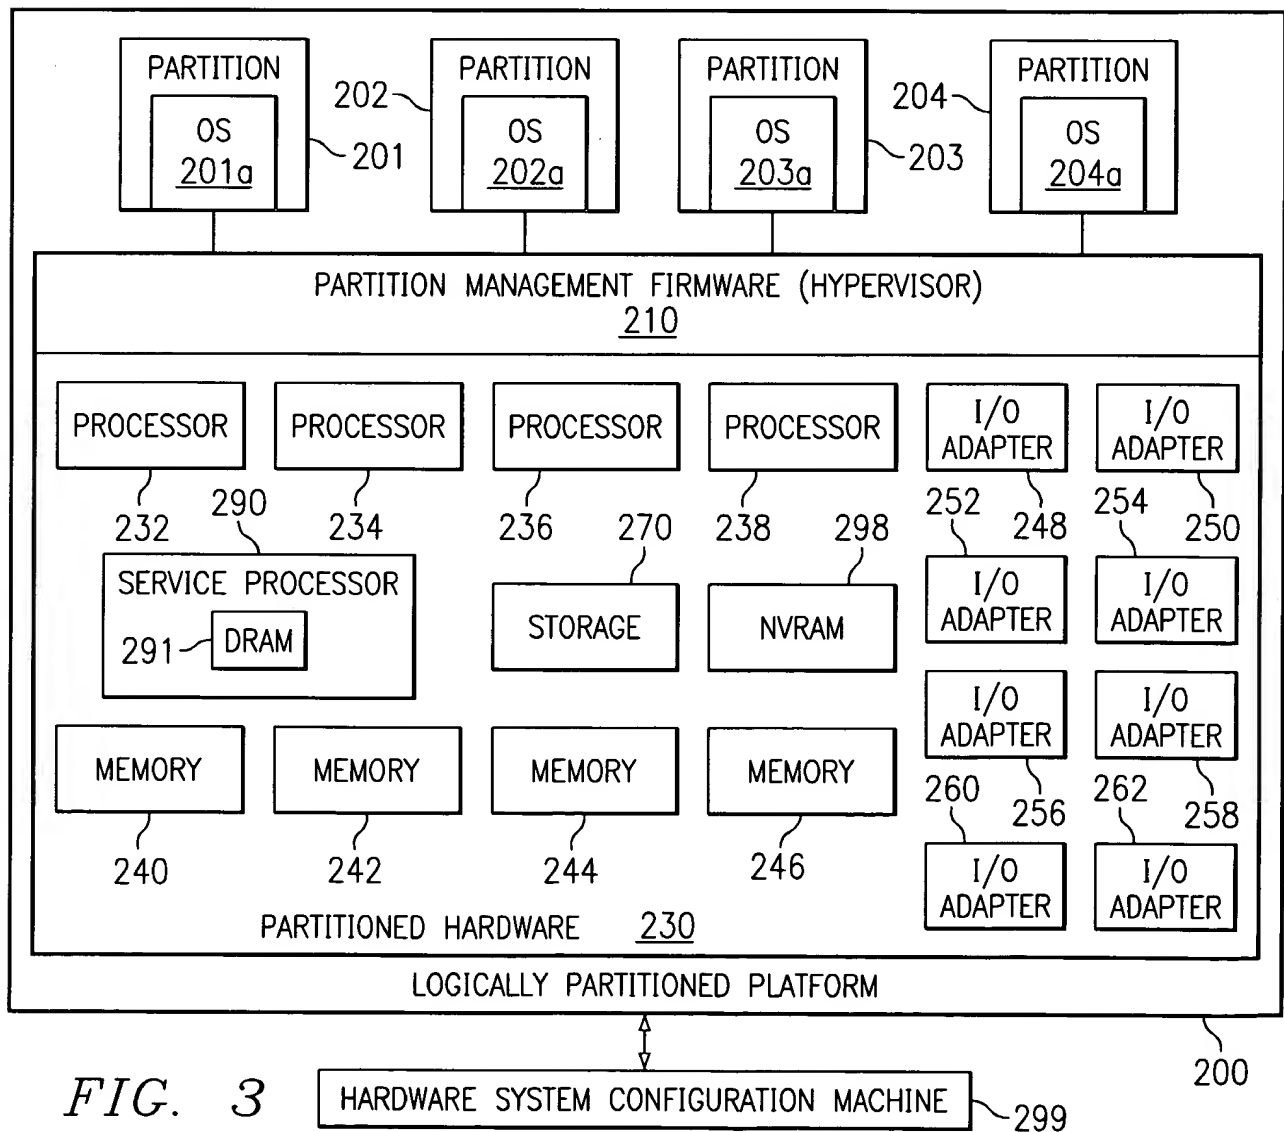 PARTITION PARTITION PARTITION PARTITION
202 204
OS OS OS OS
201a 202a 203a 204a
201 203
PARTITION MANAGEMENT FIRMWARE (HYPERVISOR)
210
PROCESSOR PROCESSOR PROCESSOR PROCESSOR
I/O ADAPTER I/O ADAPTER
232 290 234 236 270 238 298 252 248 254 250
SERVICE PROCESSOR
291 DRAM
STORAGE NVRAM
I/O ADAPTER I/O ADAPTER
I/O ADAPTER I/O ADAPTER
MEMORY MEMORY MEMORY MEMORY
240 242 244 246 260 256 262 258
I/O ADAPTER I/O ADAPTER
PARTITIONED HARDWARE 230
LOGICALLY PARTITIONED PLATFORM
200
FIG. 3
HARDWARE SYSTEM CONFIGURATION MACHINE
299